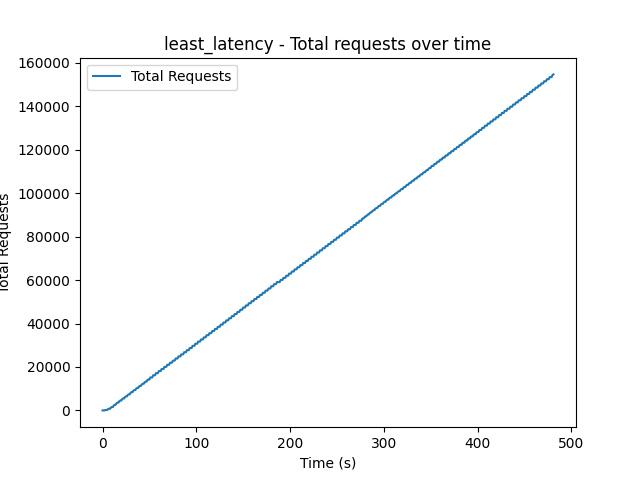 least_latency - Total requests over time
Total Requests
160000
140000
120000
100000
80000
60000
40000
20000
0
Total Requests
0 100 200 300 400 500
Time (s)